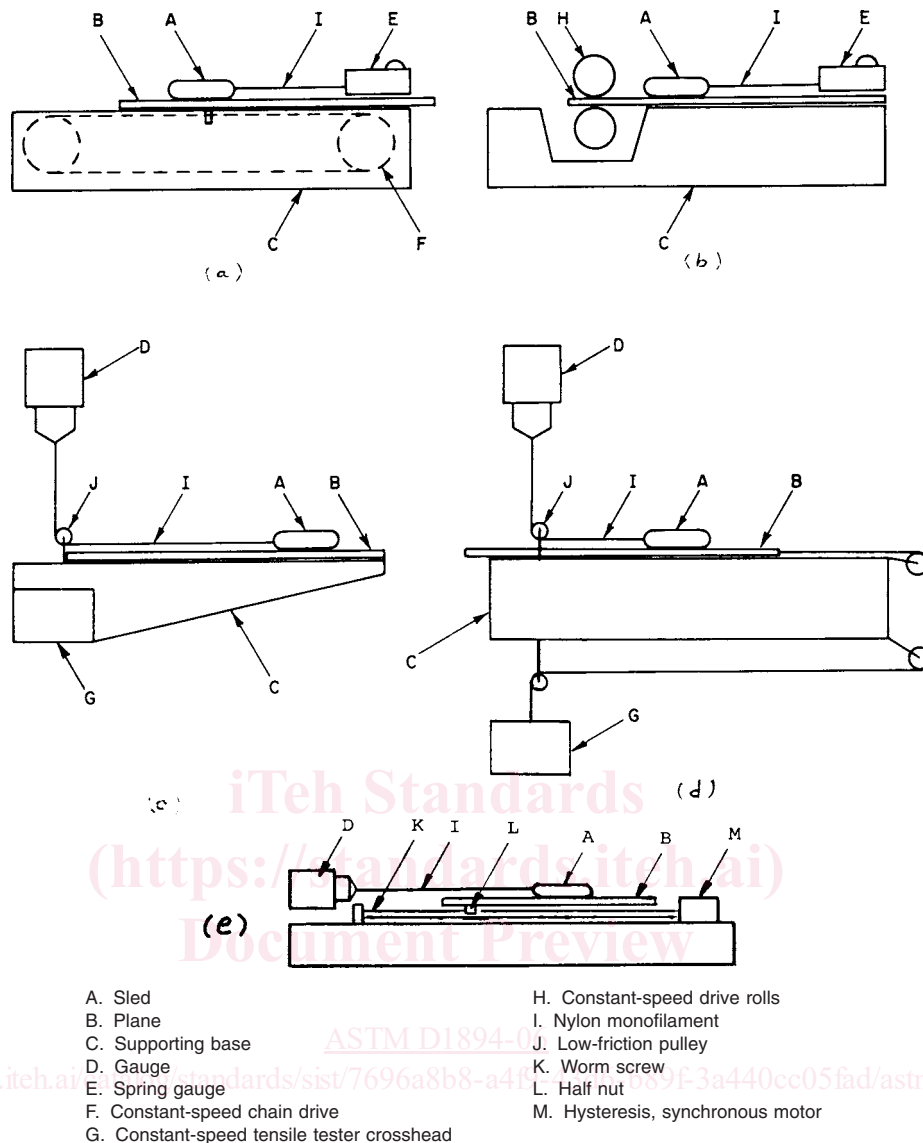 B A I E
B H A I E
C F
C
(a)
(b)
D
D
J I A B
J I A B
G C
C
G
(c)
(d)
iTeh Standards
D K I L A B M
(https://standards.iteh.ai)
(e)
Document Preview
A. Sled
B. Plane
C. Supporting base
D. Gauge
E. Spring gauge
F. Constant-speed chain drive
G. Constant-speed tensile tester crosshead
H. Constant-speed drive rolls
I. Nylon monofilament
J. Low-friction pulley
K. Worm screw
L. Half nut
M. Hysteresis, synchronous motor
ASTM D1894-06